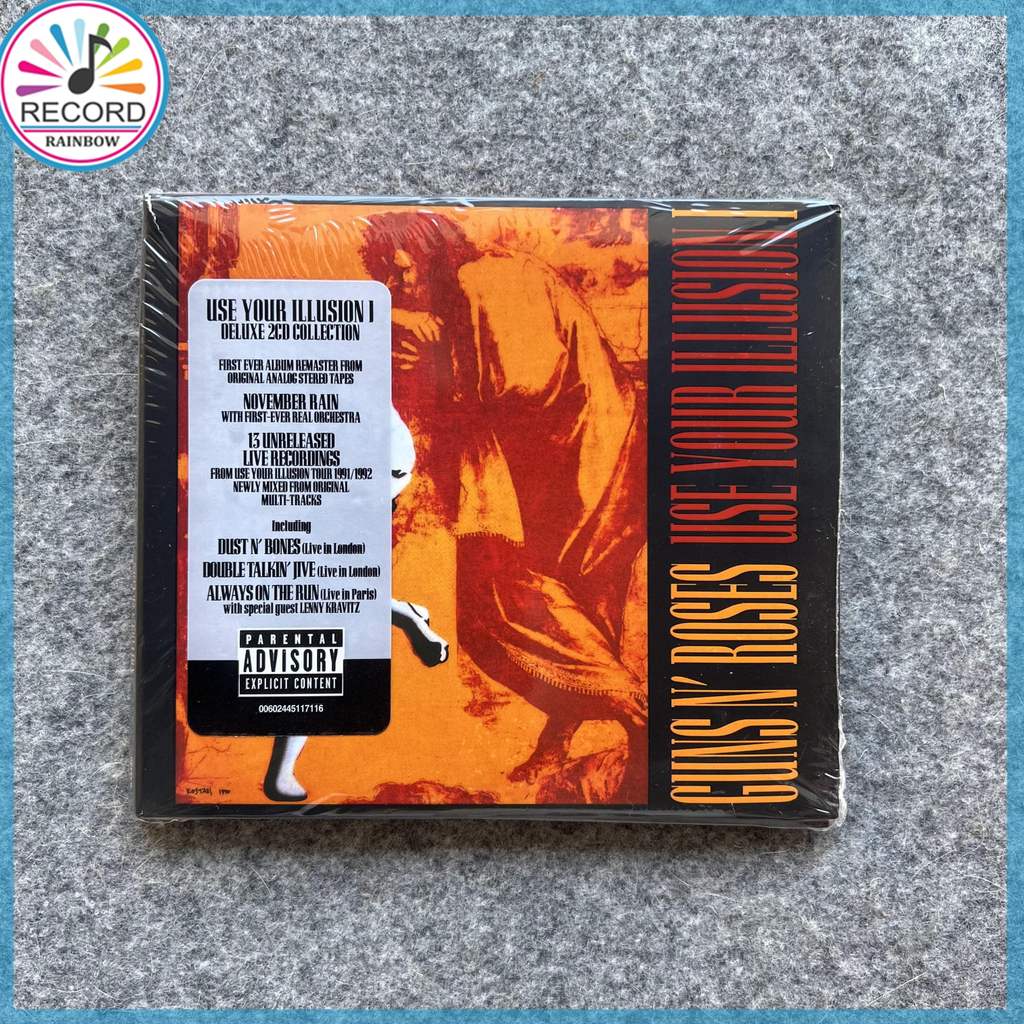 RECORD
RAINBOW
USE YOUR ILLUSION I
DELUXE 2CD COLLECTION
FIRST EVER ALBUM REMASTER FROM
ORIGINAL ANALOG STEREO TAPES
NOVEMBER RAIN
WITH FIRST-EVER REAL ORCHESTRA
13 UNRELEASED
LIVE RECORDINGS
FROM USE YOUR ILLUSION TOUR 1991/1992
NEWLY MIXED FROM ORIGINAL
MULTI-TRACKS
Including
DUST N' BONES (Live in London)
DOUBLE TALKIN' JIVE (Live in London)
ALWAYS ON THE RUN (Live in Paris)
with special guest LENNY KRAVITZ
PARENTAL
ADVISORY
EXPLICIT CONTENT
00602445117116
KOSTABI 1990
GUNS N' ROSES USE YOUR ILLUSION I